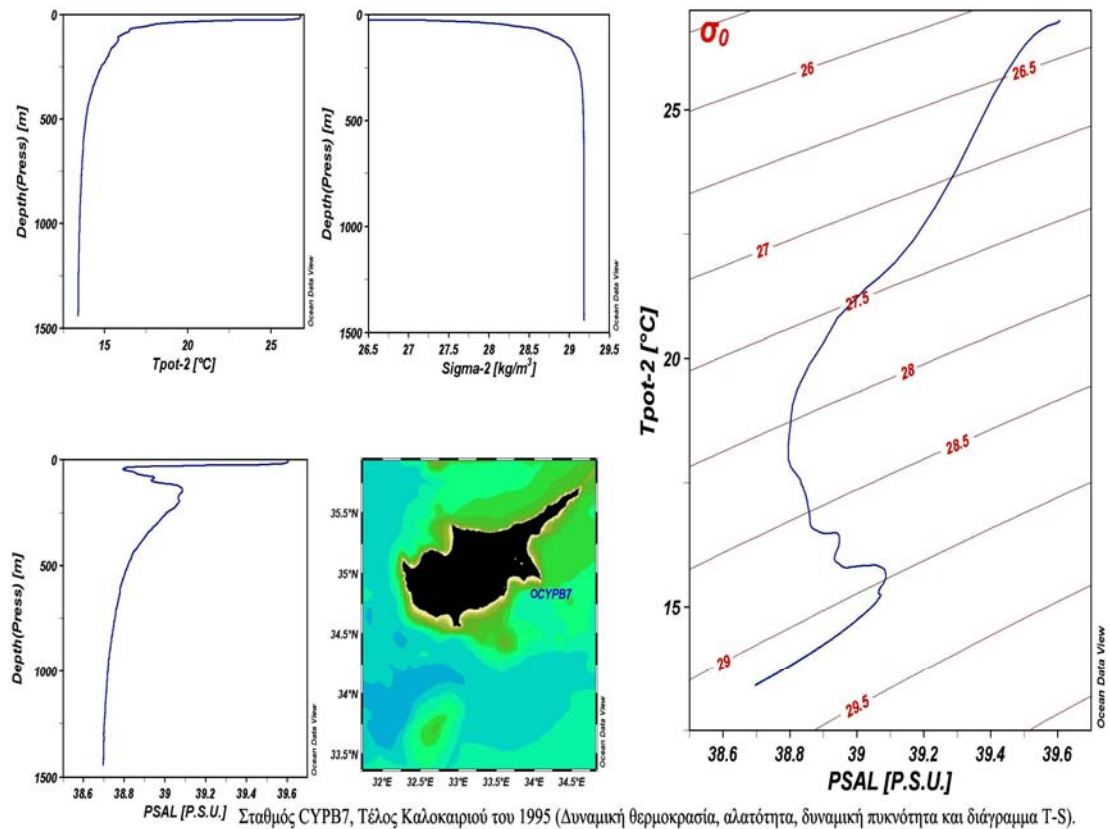 0
500
1000
1500
15
20
25
Tpot-2 [°C]
Depth(Press) [m]
Ocean Data View
0
500
1000
1500
26.5
27
27.5
28
28.5
29
29.5
Sigma-2 [kg/m³]
Depth(Press) [m]
Ocean Data View
σ0
26
26.5
27
27.5
28
28.5
29
29.5
25
20
15
Tpot-2 [°C]
38.6
38.8
39
39.2
39.4
39.6
PSAL [P.S.U.]
Ocean Data View
0
500
1000
1500
38.6
38.8
39
39.2
39.4
39.6
PSAL [P.S.U.]
Depth(Press) [m]
Ocean Data View
35.5°N
35°N
34.5°N
34°N
33.5°N
32°E
32.5°E
33°E
33.5°E
34°E
34.5°E
OCYPB7
Ocean Data View
Σταθμός CYPB7, Τέλος Καλοκαιριού του 1995 (Δυναμική θερμοκρασία, αλατότητα, δυναμική πυκνότητα και διάγραμμα T-S).